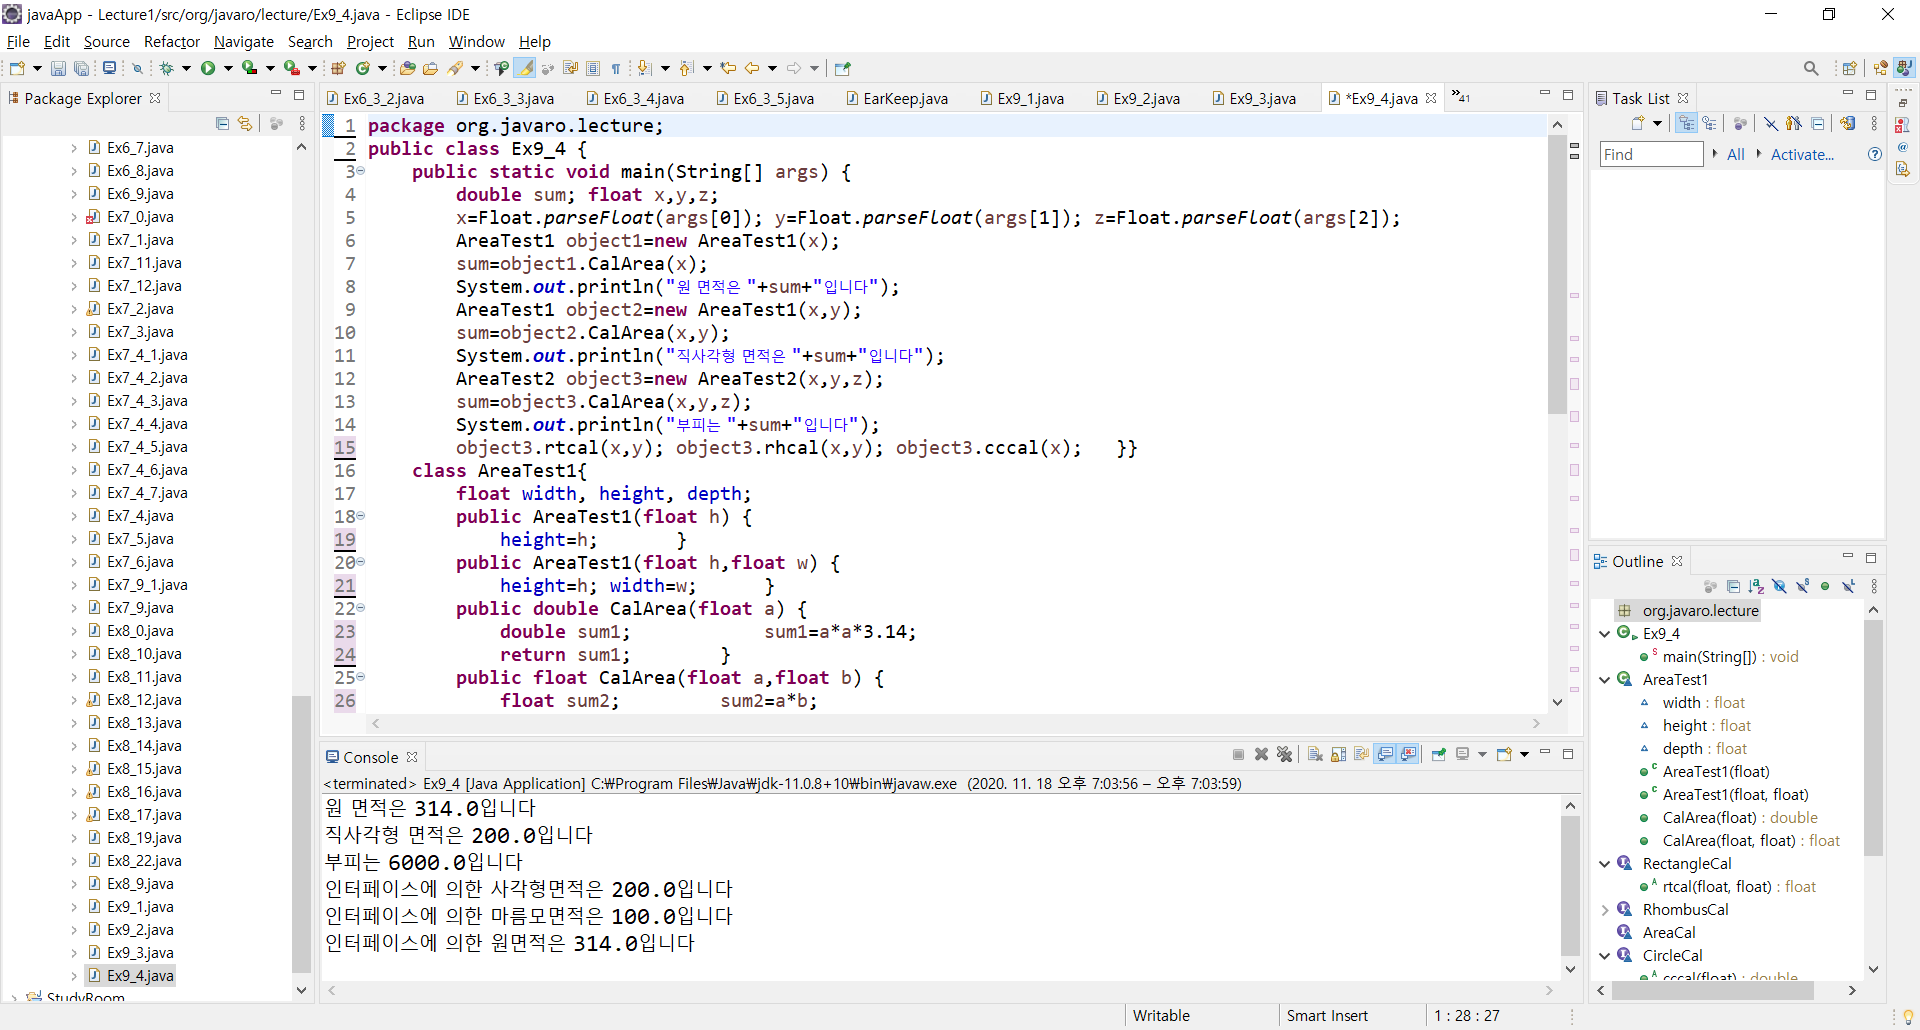 javaApp - Lecture1/src/org/javaro/lecture/Ex9_4.java - Eclipse IDE
File Edit Source Refactor Navigate Search Project Run Window Help
Package Explorer
Ex6_7.java
Ex6_8.java
Ex6_9.java
Ex7_0.java
Ex7_1.java
Ex7_11.java
Ex7_12.java
Ex7_2.java
Ex7_3.java
Ex7_4_1.java
Ex7_4_2.java
Ex7_4_3.java
Ex7_4_4.java
Ex7_4_5.java
Ex7_4_6.java
Ex7_4_7.java
Ex7_4.java
Ex7_5.java
Ex7_6.java
Ex7_9_1.java
Ex7_9.java
Ex8_0.java
Ex8_10.java
Ex8_11.java
Ex8_12.java
Ex8_13.java
Ex8_14.java
Ex8_15.java
Ex8_16.java
Ex8_17.java
Ex8_19.java
Ex8_22.java
Ex8_9.java
Ex9_1.java
Ex9_2.java
Ex9_3.java
Ex9_4.java
StudyRoom
Ex6_3_2.java Ex6_3_3.java Ex6_3_4.java Ex6_3_5.java EarKeep.java Ex9_1.java Ex9_2.java Ex9_3.java *Ex9_4.java »41
1 package org.javaro.lecture;
2 public class Ex9_4 {
3 public static void main(String[] args) {
4 double sum; float x,y,z;
5 x=Float.parseFloat(args[0]); y=Float.parseFloat(args[1]); z=Float.parseFloat(args[2]);
6 AreaTest1 object1=new AreaTest1(x);
7 sum=object1.CalArea(x);
8 System.out.println("원 면적은 "+sum+"입니다");
9 AreaTest1 object2=new AreaTest1(x,y);
10 sum=object2.CalArea(x,y);
11 System.out.println("직사각형 면적은 "+sum+"입니다");
12 AreaTest2 object3=new AreaTest2(x,y,z);
13 sum=object3.CalArea(x,y,z);
14 System.out.println("부피는 "+sum+"입니다");
15 object3.rtcal(x,y); object3.rhcal(x,y); object3.cccal(x); }}
16 class AreaTest1{
17 float width, height, depth;
18 public AreaTest1(float h) {
19 height=h; }
20 public AreaTest1(float h,float w) {
21 height=h; width=w; }
22 public double CalArea(float a) {
23 double sum1; sum1=a*a*3.14;
24 return sum1; }
25 public float CalArea(float a,float b) {
26 float sum2; sum2=a*b;
Console
<terminated> Ex9_4 [Java Application] C:₩Program Files₩Java₩jdk-11.0.8+10₩bin₩javaw.exe (2020. 11. 18 오후 7:03:56 – 오후 7:03:59)
원 면적은 314.0입니다
직사각형 면적은 200.0입니다
부피는 6000.0입니다
인터페이스에 의한 사각형면적은 200.0입니다
인터페이스에 의한 마름모면적은 100.0입니다
인터페이스에 의한 원면적은 314.0입니다
Task List
Find All Activate...
Outline
org.javaro.lecture
Ex9_4
main(String[]) : void
AreaTest1
width : float
height : float
depth : float
AreaTest1(float)
AreaTest1(float, float)
CalArea(float) : double
CalArea(float, float) : float
RectangleCal
rtcal(float, float) : float
RhombusCal
AreaCal
CircleCal
cccal(float) : double
Writable Smart Insert 1 : 28 : 27